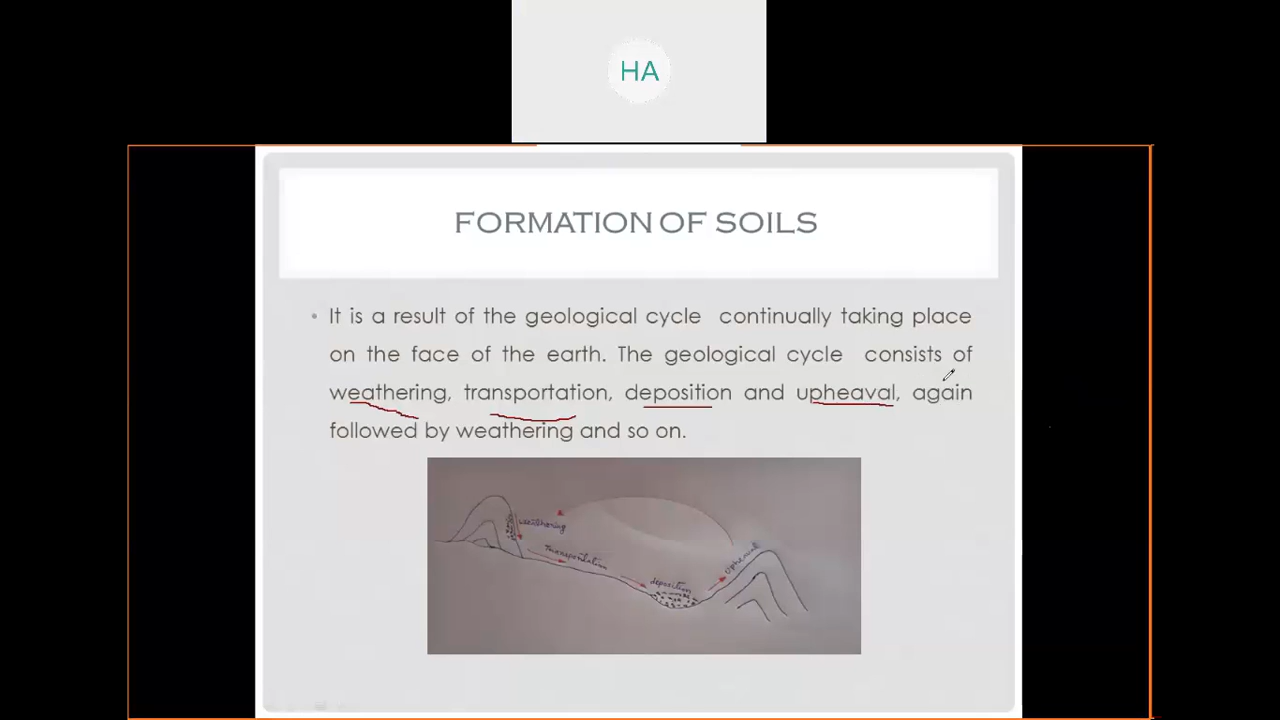 HA
FORMATION OF SOILS
• It is a result of the geological cycle continually taking place
on the face of the earth. The geological cycle consists of
weathering, transportation, deposition and upheaval, again
followed by weathering and so on.
weathering
Transportation
deposition
Upheaval